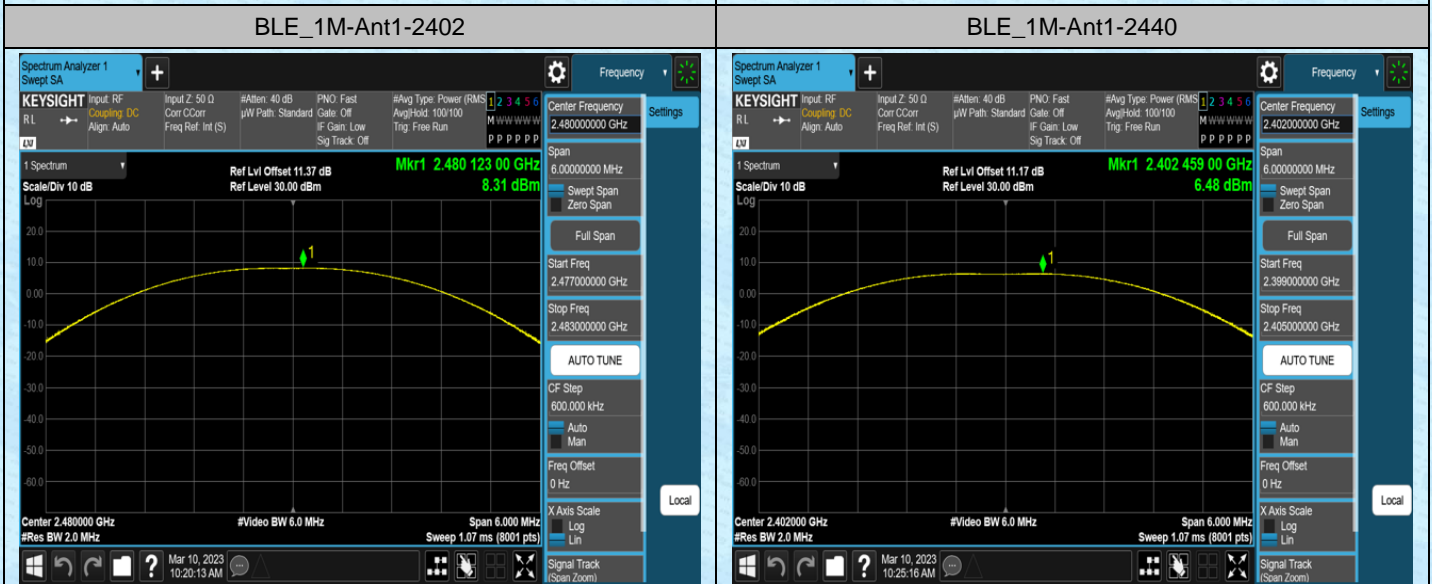 BLE_1M-Ant1-2402
BLE_1M-Ant1-2440
Spectrum Analyzer 1
Swept SA
Frequency
KEYSIGHT
RL
Input: RF
Coupling: DC
Align: Auto
Input Z: 50 Ω
Corr CCorr
Freq Ref: Int (S)
#Atten: 40 dB
µW Path: Standard
PNO: Fast
Gate: Off
IF Gain: Low
Sig Track: Off
#Avg Type: Power (RMS
Avg|Hold: 100/100
Trig: Free Run
1 2 3 4 5 6
M W W W W W
P P P P P P
1 Spectrum
Scale/Div 10 dB
Log
Ref Lvl Offset 11.37 dB
Ref Level 30.00 dBm
Mkr1 2.480 123 00 GHz
8.31 dBm
1
20.0
10.0
0.00
-10.0
-20.0
-30.0
-40.0
-50.0
-60.0
Center 2.480000 GHz
#Res BW 2.0 MHz
#Video BW 6.0 MHz
Span 6.000 MHz
Sweep 1.07 ms (8001 pts)
Mar 10, 2023
10:20:13 AM
Center Frequency
2.480000000 GHz
Span
6.00000000 MHz
Swept Span
Zero Span
Full Span
Start Freq
2.477000000 GHz
Stop Freq
2.483000000 GHz
AUTO TUNE
CF Step
600.000 kHz
Auto
Man
Freq Offset
0 Hz
X Axis Scale
Log
Lin
Signal Track
(Span Zoom)
Settings
Local
Spectrum Analyzer 1
Swept SA
Frequency
KEYSIGHT
RL
Input: RF
Coupling: DC
Align: Auto
Input Z: 50 Ω
Corr CCorr
Freq Ref: Int (S)
#Atten: 40 dB
µW Path: Standard
PNO: Fast
Gate: Off
IF Gain: Low
Sig Track: Off
#Avg Type: Power (RMS
Avg|Hold: 100/100
Trig: Free Run
1 2 3 4 5 6
M W W W W W
P P P P P P
1 Spectrum
Scale/Div 10 dB
Log
Ref Lvl Offset 11.17 dB
Ref Level 30.00 dBm
Mkr1 2.402 459 00 GHz
6.48 dBm
1
20.0
10.0
0.00
-10.0
-20.0
-30.0
-40.0
-50.0
-60.0
Center 2.402000 GHz
#Res BW 2.0 MHz
#Video BW 6.0 MHz
Span 6.000 MHz
Sweep 1.07 ms (8001 pts)
Mar 10, 2023
10:25:16 AM
Center Frequency
2.402000000 GHz
Span
6.00000000 MHz
Swept Span
Zero Span
Full Span
Start Freq
2.399000000 GHz
Stop Freq
2.405000000 GHz
AUTO TUNE
CF Step
600.000 kHz
Auto
Man
Freq Offset
0 Hz
X Axis Scale
Log
Lin
Signal Track
(Span Zoom)
Settings
Local